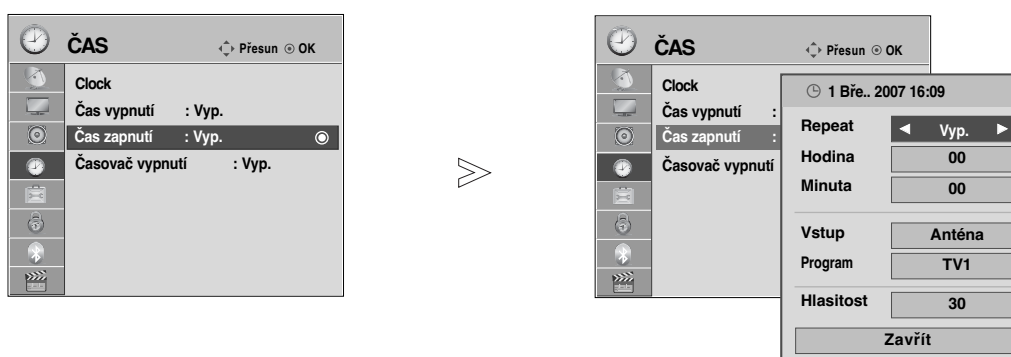 ČAS Přesun OK
Clock
Čas vypnutí : Vyp.
Čas zapnutí : Vyp.
Časovač vypnutí : Vyp.
ČAS Přesun OK
Clock
Čas vypnutí :
Čas zapnutí :
Časovač vypnutí
1 Bře.. 2007 16:09
Repeat ◄ Vyp. ►
Hodina 00
Minuta 00
Vstup Anténa
Program TV1
Hlasitost 30
Zavřít